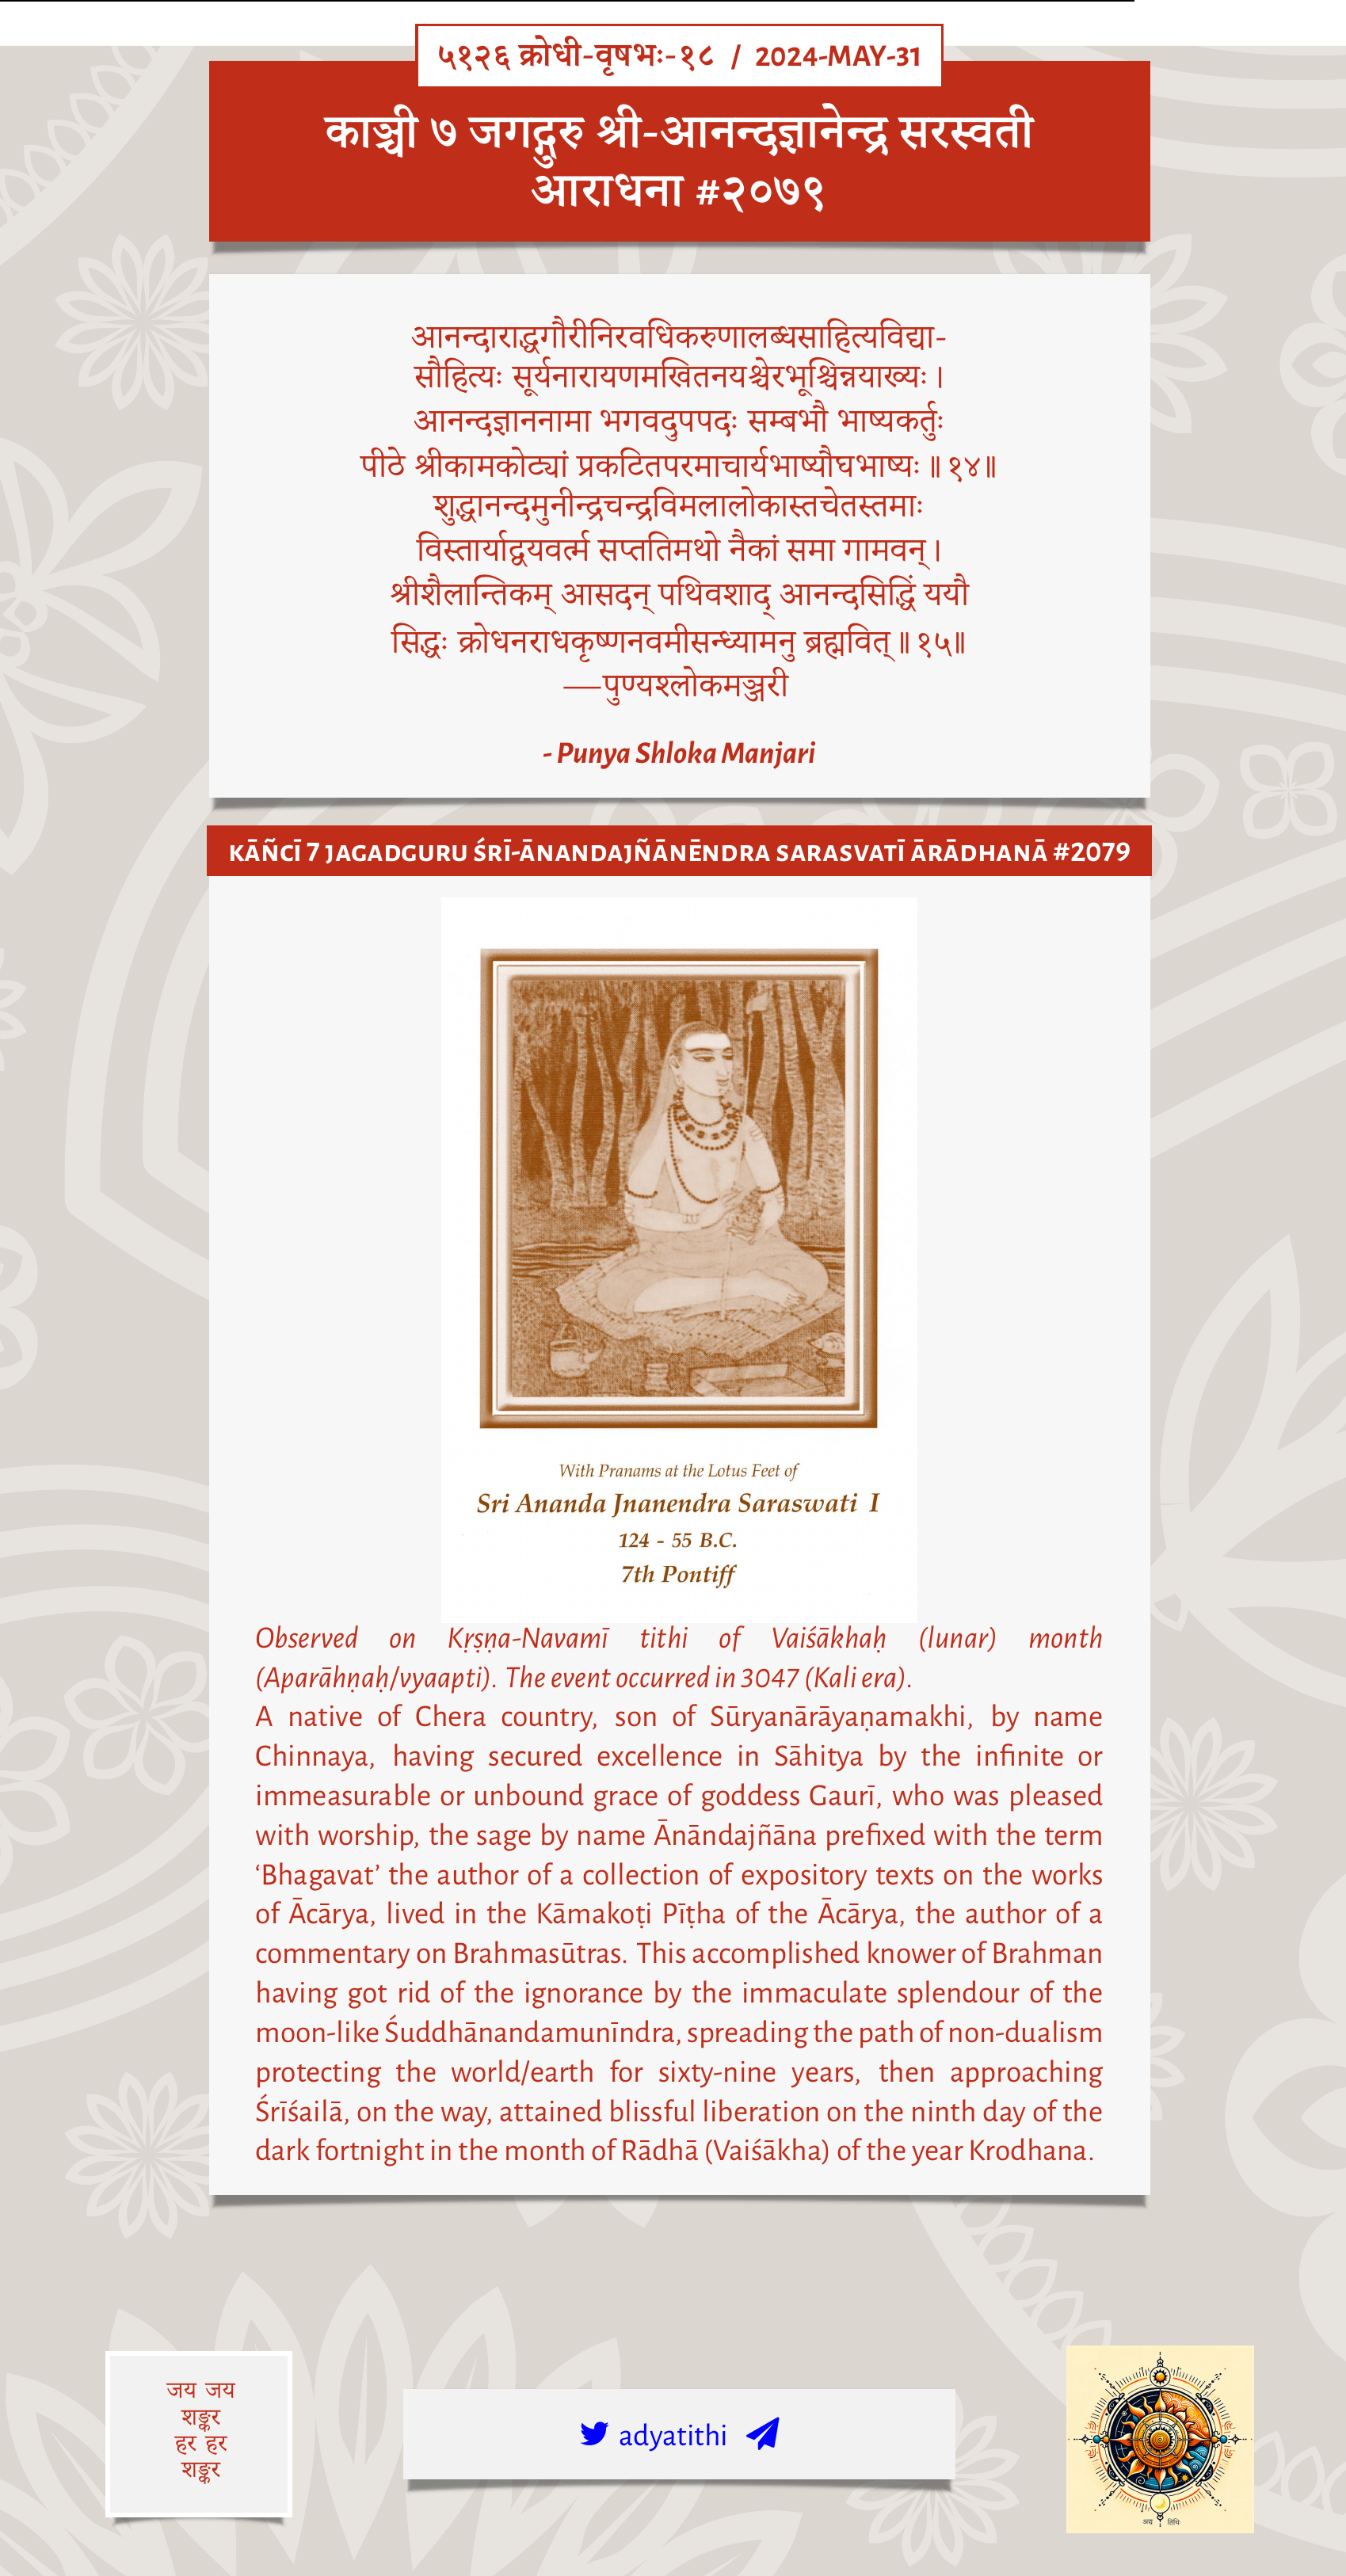 ५१२६ क्रोधी-वृषभः-१८ / 2024-MAY-31
काञ्ची ७ जगद्गुरु श्री-आनन्दज्ञानेन्द्र सरस्वती
आराधना #२०७९
आनन्दाराद्धगौरीनिरवधिकरुणालब्धसाहित्यविद्या-
सौहित्यः सूर्यनारायणमखितनयश्चेरभूश्चिन्नयाख्यः।
आनन्दज्ञाननामा भगवदुपपदः सम्बभौ भाष्यकर्तुः
पीठे श्रीकामकोट्यां प्रकटितपरमाचार्यभाष्यौघभाष्यः॥१४॥
शुद्धानन्दमुनीन्द्रचन्द्रविमलालोकास्तचेतस्तमाः
विस्तार्याद्वयवर्त्म सप्ततिमथो नैकां समा गामवन्।
श्रीशैलान्तिकम् आसदन् पथिवशाद् आनन्दसिद्धिं ययौ
सिद्धः क्रोधनराधकृष्णनवमीसन्ध्यामनु ब्रह्मवित्॥१५॥
—पुण्यश्लोकमञ्जरी
- Punya Shloka Manjari
KĀÑCĪ 7 JAGADGURU ŚRĪ-ĀNANDAJÑĀNĒNDRA SARASVATĪ ĀRĀDHANĀ #2079
With Pranams at the Lotus Feet of
Sri Ananda Jnanendra Saraswati I
124 - 55 B.C.
7th Pontiff
Observed on Kṛṣṇa-Navamī tithi of Vaiśākhaḥ (lunar) month
(Aparāhṇaḥ/vyaapti). The event occurred in 3047 (Kali era).
A native of Chera country, son of Sūryanārāyaṇamakhi, by name
Chinnaya, having secured excellence in Sāhitya by the infinite or
immeasurable or unbound grace of goddess Gaurī, who was pleased
with worship, the sage by name Ānāndajñāna prefixed with the term
‘Bhagavat’ the author of a collection of expository texts on the works
of Ācārya, lived in the Kāmakoṭi Pīṭha of the Ācārya, the author of a
commentary on Brahmasūtras. This accomplished knower of Brahman
having got rid of the ignorance by the immaculate splendour of the
moon-like Śuddhānandamunīndra, spreading the path of non-dualism
protecting the world/earth for sixty-nine years, then approaching
Śrīśailā, on the way, attained blissful liberation on the ninth day of the
dark fortnight in the month of Rādhā (Vaiśākha) of the year Krodhana.
जय जय
शङ्कर
हर हर
शङ्कर
adyatithi
अद्य तिथिः